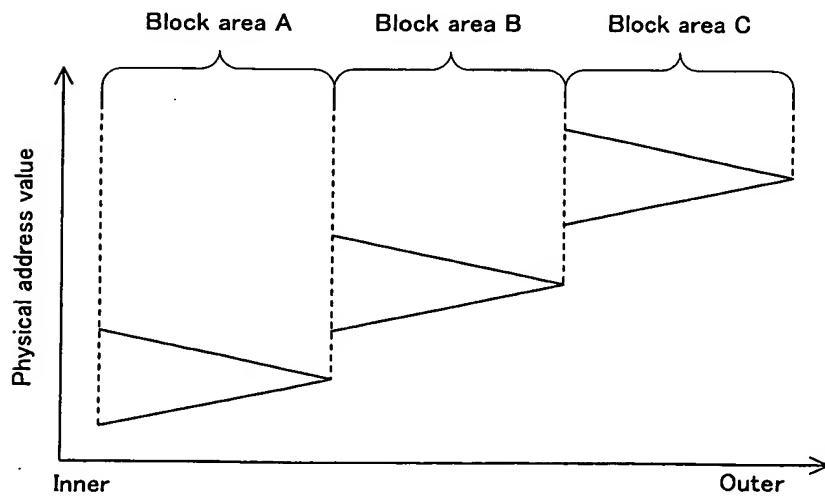 Block area A
Block area B
Block area C
Physical address value
Inner
Outer